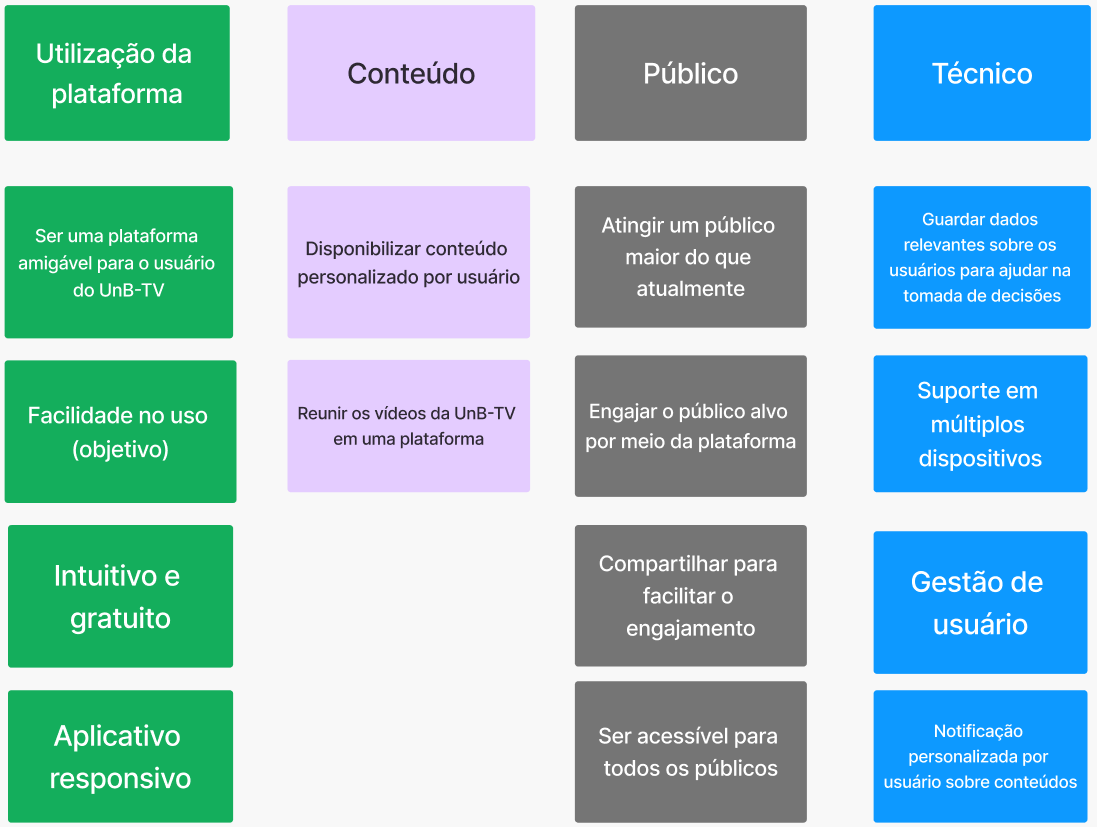 Utilização da
plataforma
Conteúdo
Público
Técnico
Ser uma plataforma
amigável para o usuário
do UnB-TV
Disponibilizar conteúdo
personalizado por usuário
Atingir um público
maior do que
atualmente
Guardar dados
relevantes sobre os
usuários para ajudar na
tomada de decisões
Facilidade no uso
(objetivo)
Reunir os vídeos da UnB-TV
em uma plataforma
Engajar o público alvo
por meio da plataforma
Suporte em
múltiplos
dispositivos
Intuitivo e
gratuito
Compartilhar para
facilitar o
engajamento
Gestão de
usuário
Aplicativo
responsivo
Ser acessível para
todos os públicos
Notificação
personalizada por
usuário sobre conteúdos